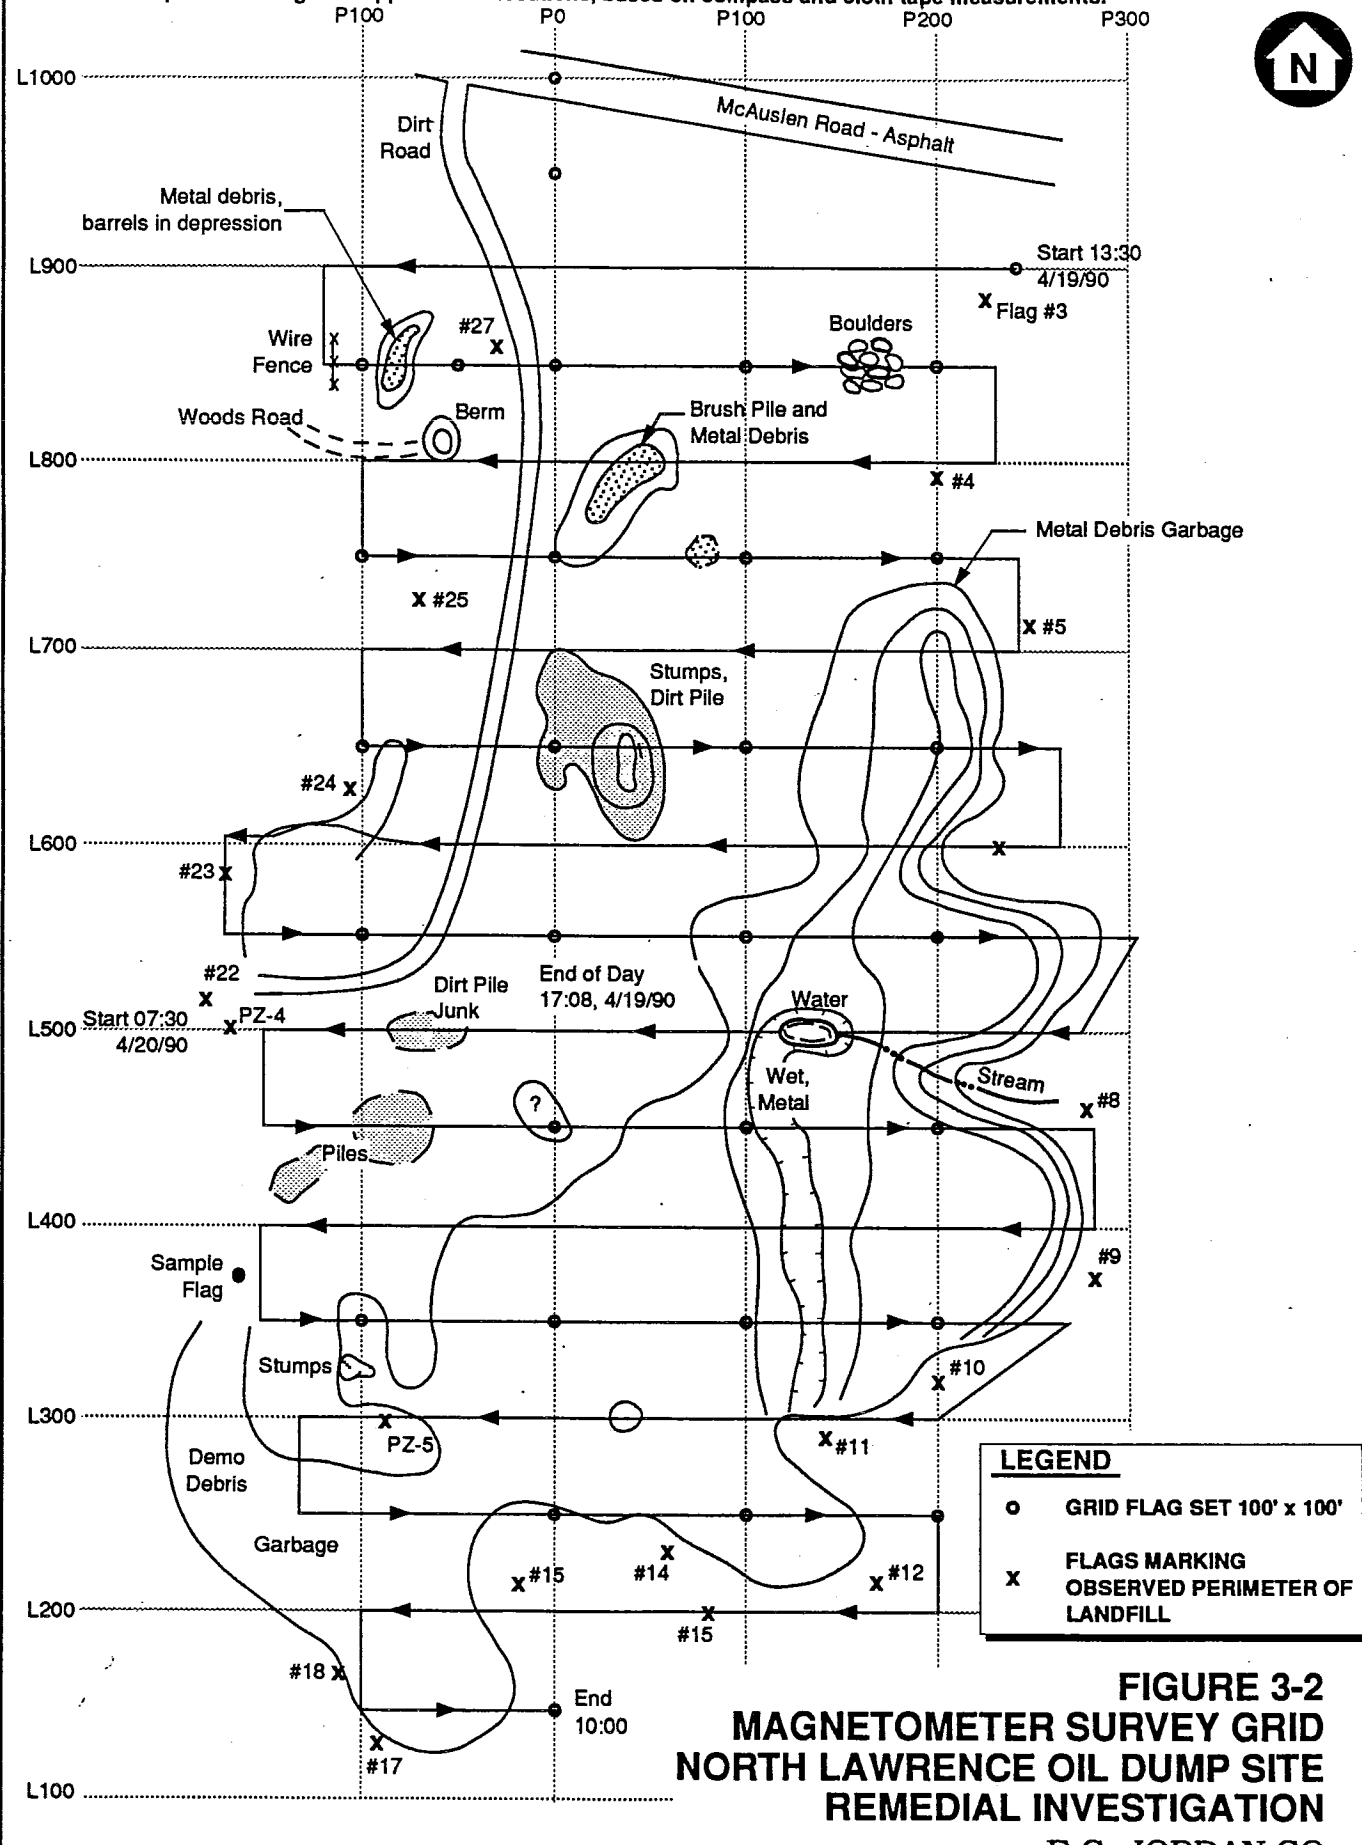 P100 P0 P100 P200 P300
N
L1000
McAuslen Road - Asphalt
Dirt
Road
Metal debris,
barrels in depression
L900
Start 13:30
4/19/90
Flag #3
Boulders
#27
Wire
Fence
Woods Road
Berm
Brush Pile and
Metal Debris
L800
#4
Metal Debris Garbage
#25
#5
L700
Stumps,
Dirt Pile
#24
L600
#23
#22
Dirt Pile
Junk
End of Day
17:08, 4/19/90
Water
PZ-4
Start 07:30
4/20/90
L500
Wet,
Metal
Stream
#8
?
Piles
L400
Sample
Flag
#9
Stumps
#10
L300
PZ-5
#11
Demo
Debris
Garbage
#15
#14
#12
L200
#15
#18
End
10:00
#17
L100
LEGEND
o GRID FLAG SET 100' x 100'
x FLAGS MARKING
OBSERVED PERIMETER OF
LANDFILL
FIGURE 3-2
MAGNETOMETER SURVEY GRID
NORTH LAWRENCE OIL DUMP SITE
REMEDIAL INVESTIGATION